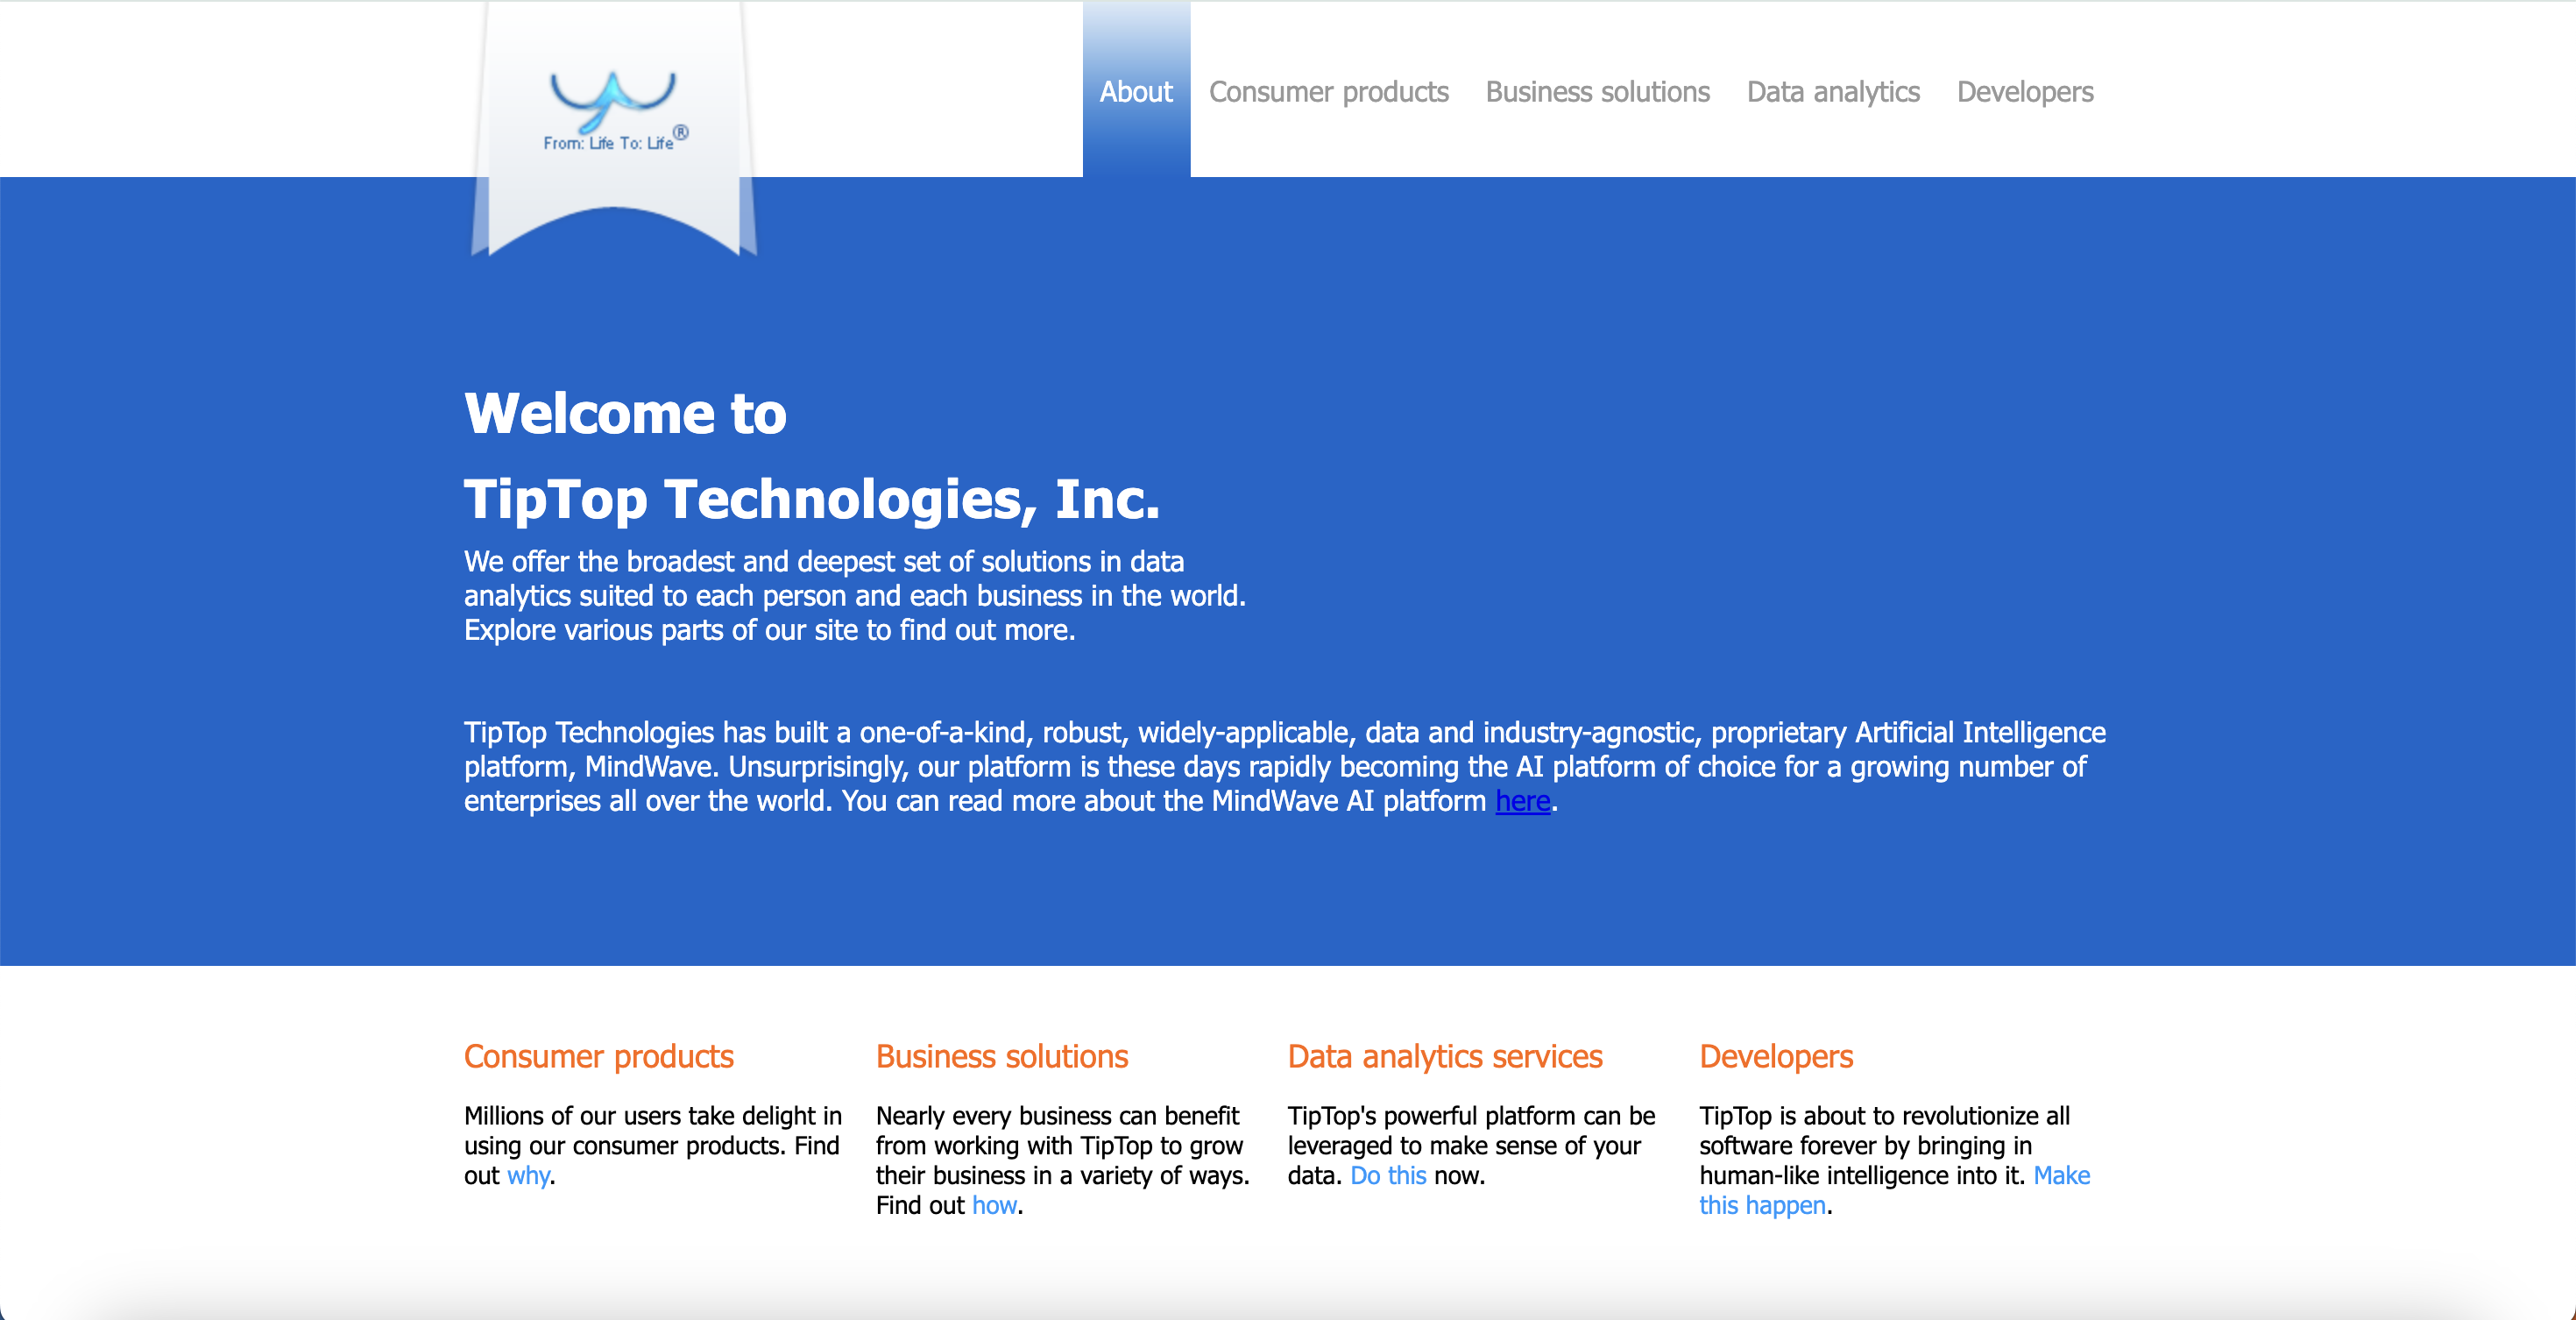 From: Life To: Life®
About Consumer products Business solutions Data analytics Developers
Welcome to
TipTop Technologies, Inc.
We offer the broadest and deepest set of solutions in data
analytics suited to each person and each business in the world.
Explore various parts of our site to find out more.
TipTop Technologies has built a one-of-a-kind, robust, widely-applicable, data and industry-agnostic, proprietary Artificial Intelligence
platform, MindWave. Unsurprisingly, our platform is these days rapidly becoming the AI platform of choice for a growing number of
enterprises all over the world. You can read more about the MindWave AI platform here.
Consumer products
Millions of our users take delight in
using our consumer products. Find
out why.
Business solutions
Nearly every business can benefit
from working with TipTop to grow
their business in a variety of ways.
Find out how.
Data analytics services
TipTop's powerful platform can be
leveraged to make sense of your
data. Do this now.
Developers
TipTop is about to revolutionize all
software forever by bringing in
human-like intelligence into it. Make
this happen.